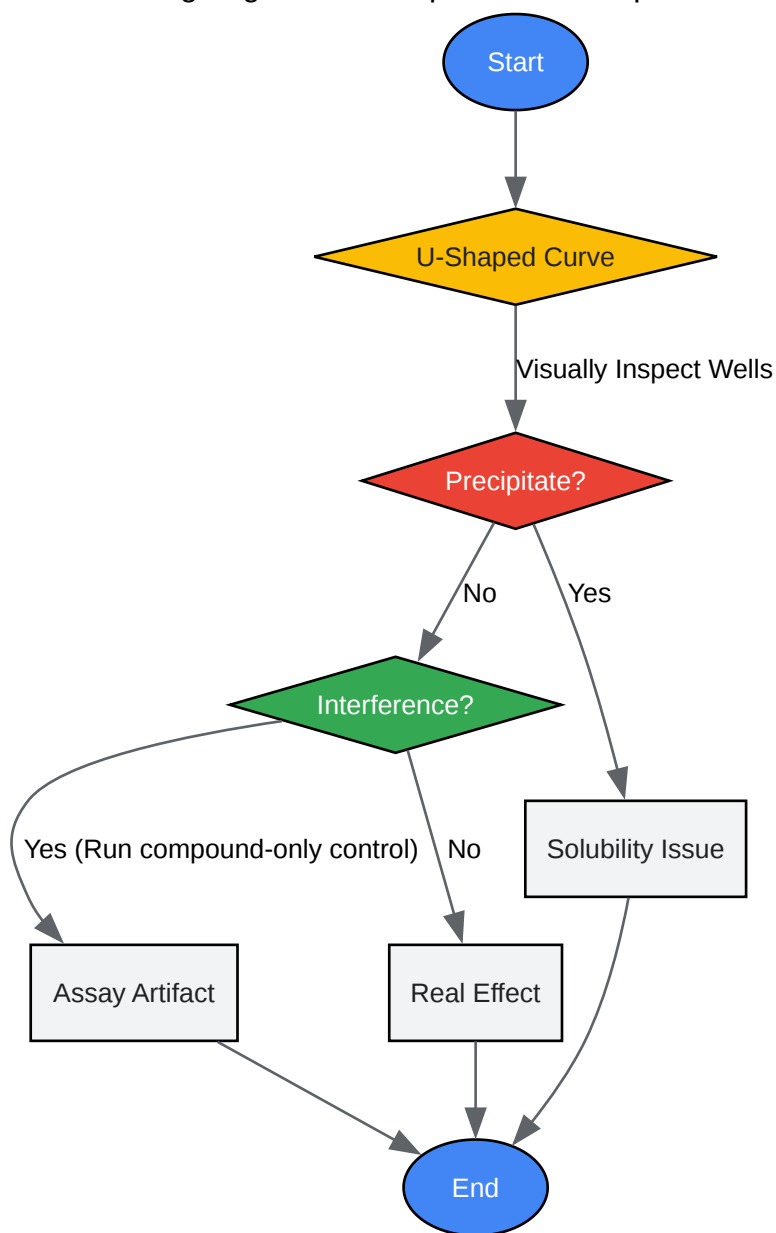 Start
U-Shaped Curve
Visually Inspect Wells
Precipitate?
No
Yes
Interference?
Solubility Issue
Yes (Run compound-only control)
No
Assay Artifact
Real Effect
End